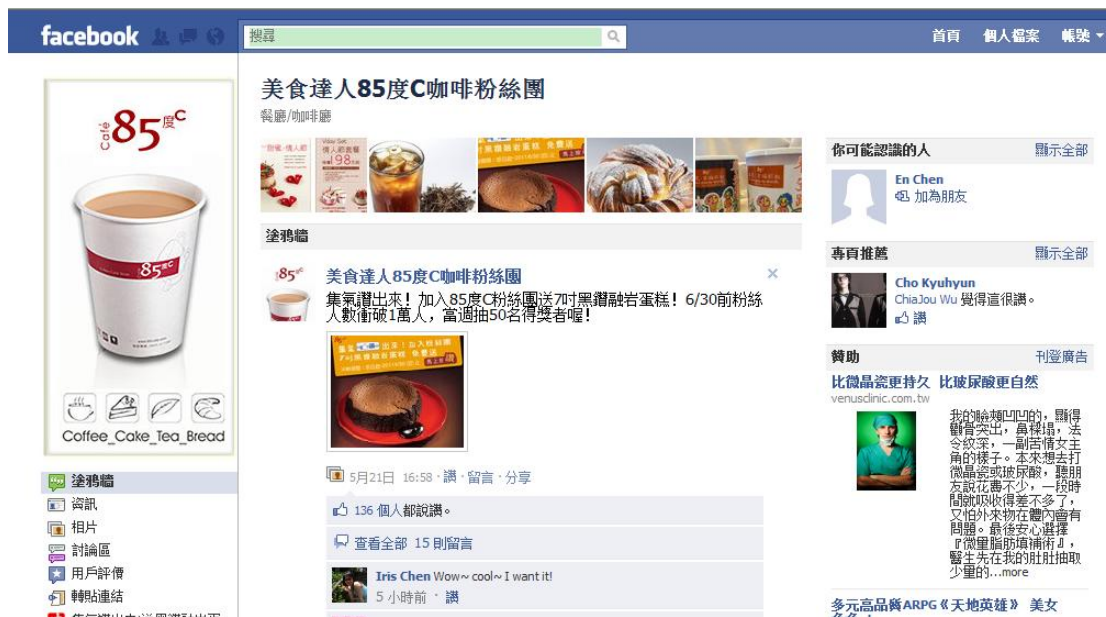 facebook
搜尋
首頁 個人檔案 帳號
Café 85度C
85度C
Coffee_Cake_Tea_Bread
塗鴉牆
資訊
相片
討論區
用戶評價
轉貼連結
美食達人85度C咖啡粉絲團
餐廳/咖啡廳
塗鴉牆
美食達人85度C咖啡粉絲團
集氣讚出來！加入85度C粉絲團送7吋黑鑽融岩蛋糕！6/30前粉絲
人數衝破1萬人，當週抽50名得獎者喔！
5月21日 16:58 · 讚 · 留言 · 分享
136 個人都說讚。
查看全部 15 則留言
Iris Chen Wow~ cool~ I want it!
5 小時前 · 讚
你可能認識的人 顯示全部
En Chen
加為朋友
專頁推薦 顯示全部
Cho Kyuhyun
ChiaJou Wu 覺得這很讚。
讚
贊助 刊登廣告
比微晶瓷更持久 比玻尿酸更自然
venusclinic.com.tw
我的臉頰凹凹的，顯得
顴骨突出，鼻樑塌，法
令紋深，一副苦情女主
角的樣子。本來想去打
微晶瓷或玻尿酸，聽朋
友說花費不少，一段時
間就吸收得差不多了，
又怕外來物在體內會有
問題。最後安心選擇
『微量脂肪填補術』，
醫生先在我的肚肚抽取
少量的...more
多元高品質ARPG《天地英雄》 美女